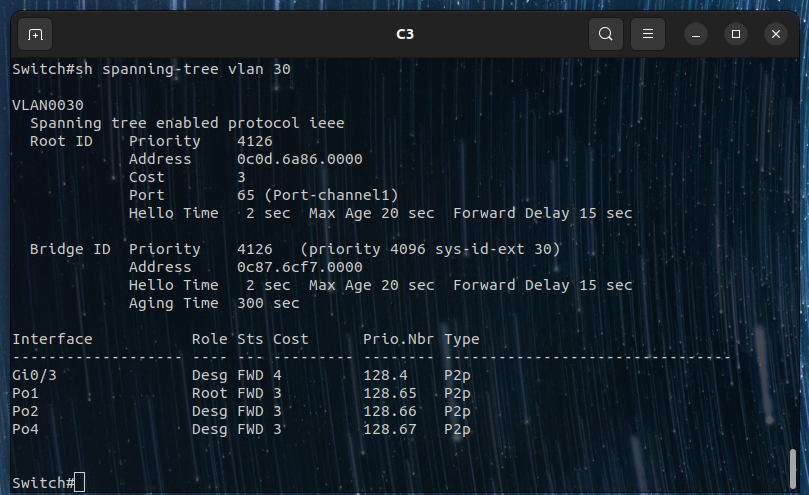 C3
Switch#sh spanning-tree vlan 30

VLAN0030
  Spanning tree enabled protocol ieee
  Root ID    Priority    4126
             Address     0c0d.6a86.0000
             Cost        3
             Port        65 (Port-channel1)
             Hello Time   2 sec  Max Age 20 sec  Forward Delay 15 sec

  Bridge ID  Priority    4126   (priority 4096 sys-id-ext 30)
             Address     0c87.6cf7.0000
             Hello Time   2 sec  Max Age 20 sec  Forward Delay 15 sec
             Aging Time  300 sec

Interface           Role Sts Cost      Prio.Nbr Type
------------------- ---- --- --------- -------- --------------------------------
Gi0/3               Desg FWD 4         128.4    P2p
Po1                 Root FWD 3         128.65   P2p
Po2                 Desg FWD 3         128.66   P2p
Po4                 Desg FWD 3         128.67   P2p

Switch#